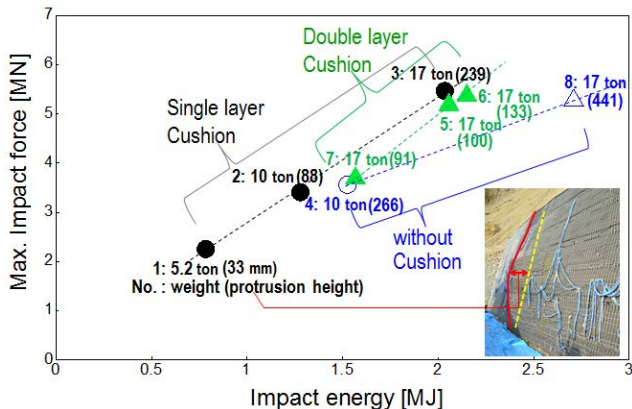 Max. Impact force [MN]
7
6
5
4
3
2
1
0
Double layer
Cushion
Single layer
Cushion
3: 17 ton (239)
8: 17 ton
(441)
6: 17 ton
(133)
5: 17 ton
(100)
7: 17 ton (91)
2: 10 ton (88)
4: 10 ton (266)
without
Cushion
1: 5.2 ton (33 mm)
No. : weight (protrusion height)
0 0.5 1 1.5 2 2.5 3
Impact energy [MJ]